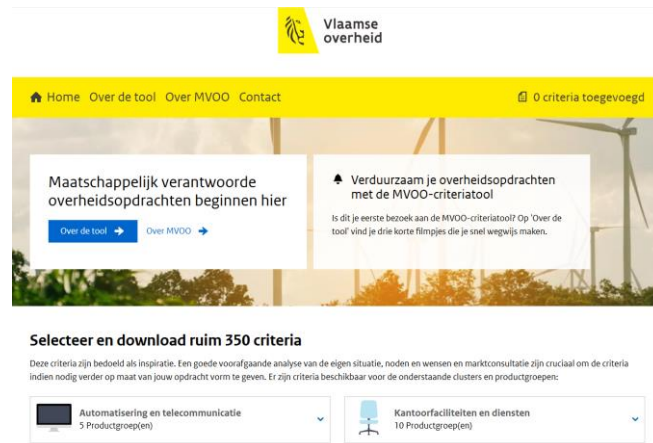 Vlaamse
overheid
Home Over de tool Over MVOO Contact 0 criteria toegevoegd
Maatschappelijk verantwoorde
overheidsopdrachten beginnen hier
Over de tool → Over MVOO →
Verduurzaam je overheidsopdrachten
met de MVOO-criteriatool
Is dit je eerste bezoek aan de MVOO-criteriatool? Op 'Over de
tool' vind je drie korte filmpjes die je snel wegwijs maken.
Selecteer en download ruim 350 criteria
Deze criteria zijn bedoeld als inspiratie. Een goede voorafgaande analyse van de eigen situatie, noden en wensen en marktconsultatie zijn cruciaal om de criteria
indien nodig verder op maat van jouw opdracht vorm te geven. Er zijn criteria beschikbaar voor de onderstaande clusters en productgroepen:
Automatisering en telecommunicatie
5 Productgroep(en)
Kantoorfaciliteiten en diensten
10 Productgroep(en)